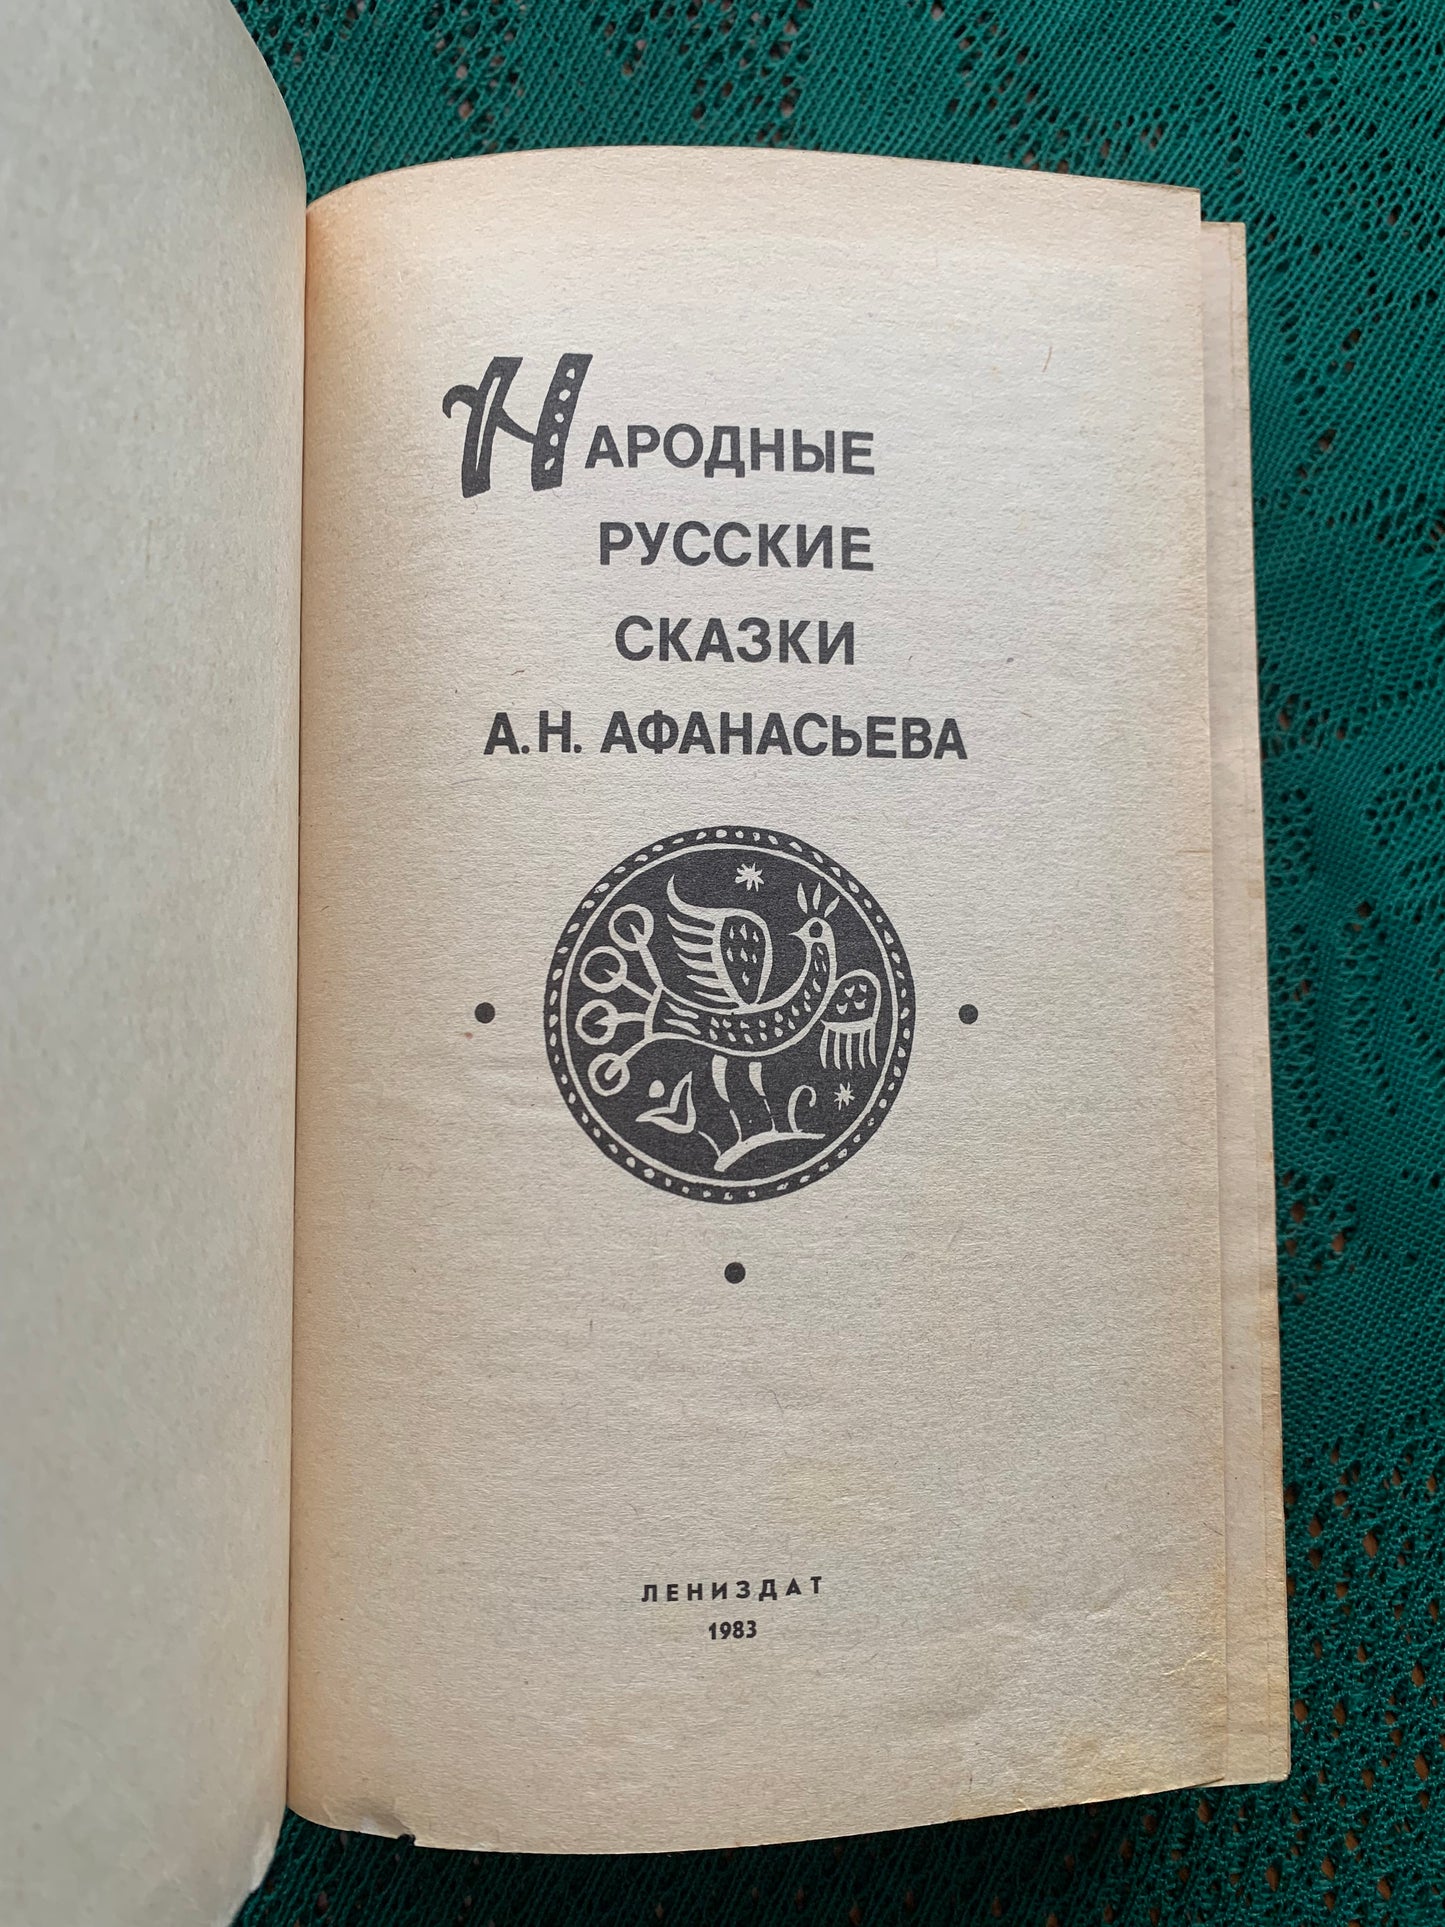 НАРОДНЫЕ
РУССКИЕ
СКАЗКИ
А.Н. АФАНАСЬЕВА
ЛЕНИЗДАТ
1983